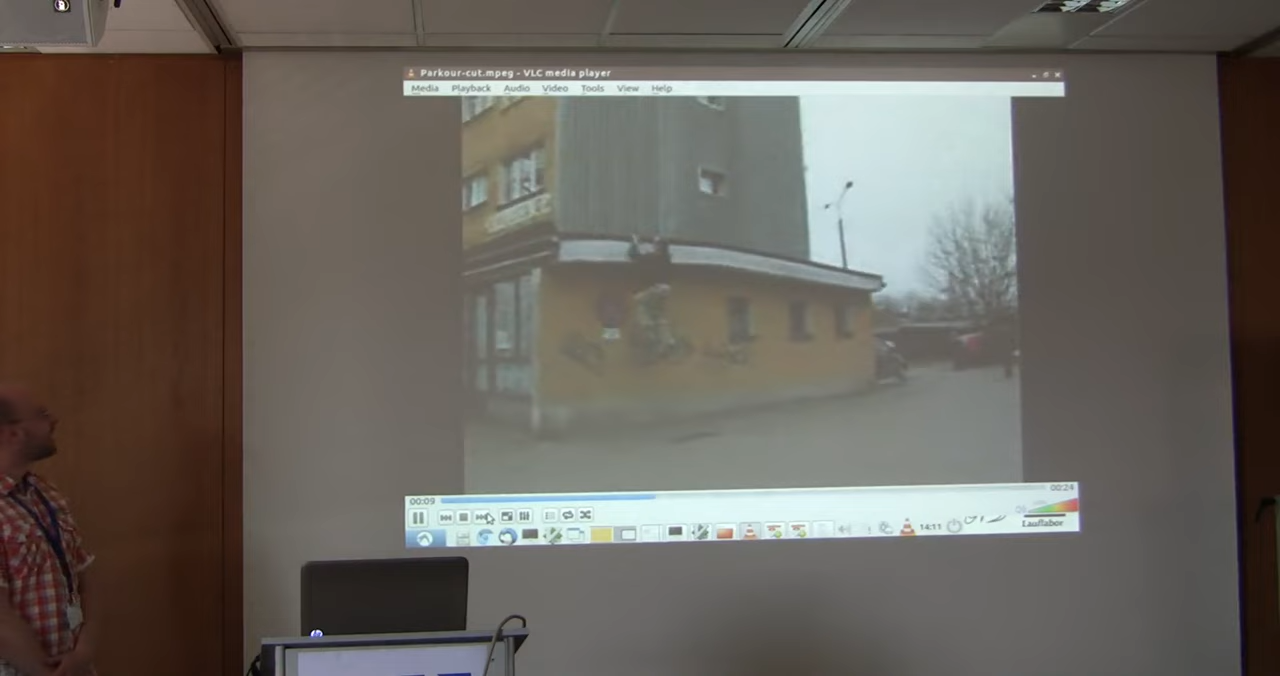 Parkour-cut.mpeg - VLC media player
Media Playback Audio Video Tools View Help
00:09
00:24
14:11
Lauflabor
hp